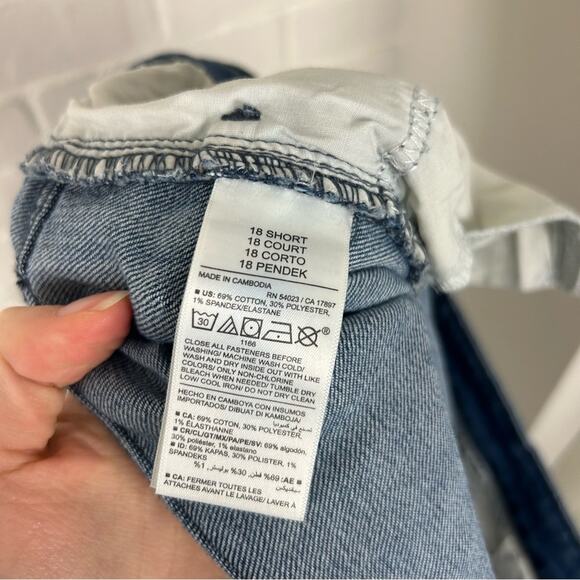 18 SHORT
18 COURT
18 CORTO
18 PENDEK
MADE IN CAMBODIA
RN 54023 / CA 17897
■ US: 69% COTTON, 30% POLYESTER,
1% SPANDEX/ELASTANE
30
1166
CLOSE ALL FASTENERS BEFORE
WASHING/ MACHINE WASH COLD/
WASH AND DRY INSIDE OUT WITH LIKE
COLORS/ ONLY NON-CHLORINE
BLEACH WHEN NEEDED/ TUMBLE DRY
LOW COOL IRON/ DO NOT DRY CLEAN
HECHO EN CAMBOYA CON INSUMOS
IMPORTADOS/ DIBUAT DI KAMBOJA/
■ CA: 69% COTTON, 30% POLYESTER,
1% ÉLASTHANNE
■ CR/CL/GT/MX/PA/PE/SV: 69% algodón,
30% poliéster, 1% elastano
■ ID: 69% KAPAS, 30% POLISTER, 1%
SPANDEKS
■ CA: FERMER TOUTES LES
ATTACHES AVANT LE LAVAGE/ LAVER À